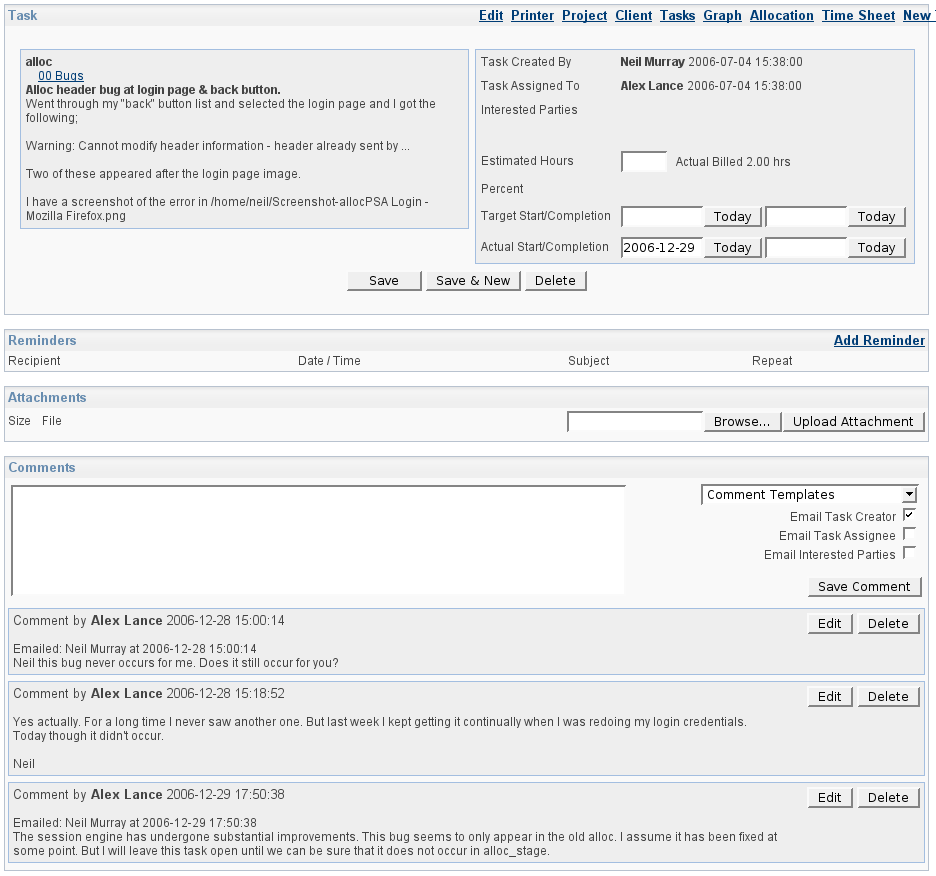 Task Edit Printer Project Client Tasks Graph Allocation Time Sheet New
alloc
00 Bugs
Alloc header bug at login page & back button.
Went through my "back" button list and selected the login page and I got the
following;
Warning: Cannot modify header information - header already sent by ...
Two of these appeared after the login page image.
I have a screenshot of the error in /home/neil/Screenshot-allocPSA Login -
Mozilla Firefox.png
Task Created By Neil Murray 2006-07-04 15:38:00
Task Assigned To Alex Lance 2006-07-04 15:38:00
Interested Parties
Estimated Hours Actual Billed 2.00 hrs
Percent
Target Start/Completion Today Today
Actual Start/Completion 2006-12-29 Today Today
Save Save & New Delete
Reminders Add Reminder
Recipient Date / Time Subject Repeat
Attachments
Size File Browse... Upload Attachment
Comments
Comment Templates
Email Task Creator
Email Task Assignee
Email Interested Parties
Save Comment
Comment by Alex Lance 2006-12-28 15:00:14 Edit Delete
Emailed: Neil Murray at 2006-12-28 15:00:14
Neil this bug never occurs for me. Does it still occur for you?
Comment by Alex Lance 2006-12-28 15:18:52 Edit Delete
Yes actually. For a long time I never saw another one. But last week I kept getting it continually when I was redoing my login credentials.
Today though it didn't occur.
Neil
Comment by Alex Lance 2006-12-29 17:50:38 Edit Delete
Emailed: Neil Murray at 2006-12-29 17:50:38
The session engine has undergone substantial improvements. This bug seems to only appear in the old alloc. I assume it has been fixed at
some point. But I will leave this task open until we can be sure that it does not occur in alloc_stage.